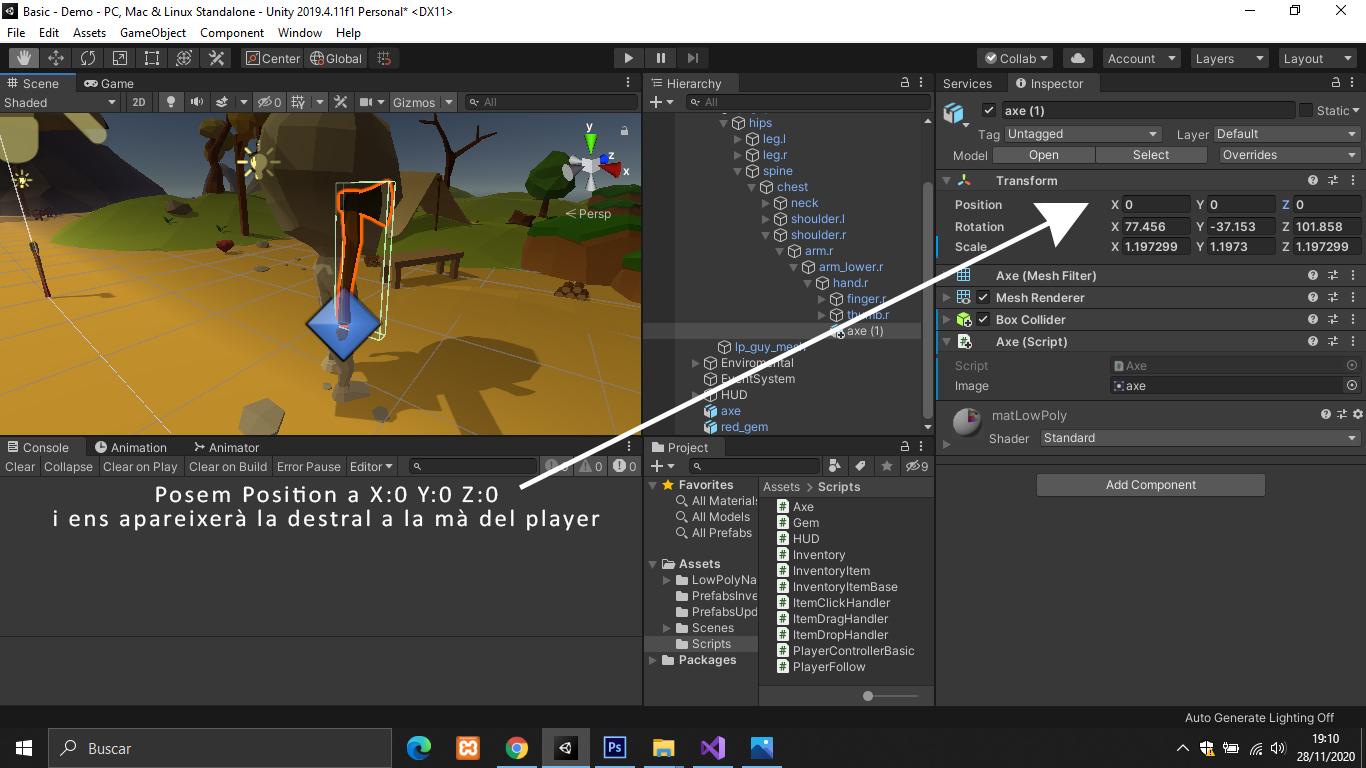 Basic - Demo - PC, Mac & Linux Standalone - Unity 2019.4.11f1 Personal* <DX11>
File Edit Assets GameObject Component Window Help
Center Global
Collab Account Layers Layout
Scene Game
Shaded 2D 0 Gizmos All
y
z
x
Persp
Hierarchy
All
hips
leg.l
leg.r
spine
chest
neck
shoulder.l
shoulder.r
arm.r
arm_lower.r
hand.r
finger.r
thumb.r
axe (1)
lp_guy_mesh
Enviromental
EventSystem
HUD
axe
red_gem
Services Inspector
axe (1) Static
Tag Untagged Layer Default
Model Open Select Overrides
Transform
Position X 0 Y 0 Z 0
Rotation X 77.456 Y -37.153 Z 101.858
Scale X 1.197299 Y 1.1973 Z 1.197299
Axe (Mesh Filter)
Mesh Renderer
Box Collider
Axe (Script)
Script Axe
Image axe
matLowPoly
Shader Standard
Add Component
Console Animation Animator
Clear Collapse Clear on Play Clear on Build Error Pause Editor 0 0
Posem Position a X:0 Y:0 Z:0
i ens apareixerà la destral a la mà del player
Project
9
Favorites
All Materials
All Models
All Prefabs
Assets
LowPolyNa
PrefabsInve
PrefabsUpd
Scenes
Scripts
Packages
Assets > Scripts
Axe
Gem
HUD
Inventory
InventoryItem
InventoryItemBase
ItemClickHandler
ItemDragHandler
ItemDropHandler
PlayerControllerBasic
PlayerFollow
Auto Generate Lighting Off
Buscar
Ps
19:10
28/11/2020